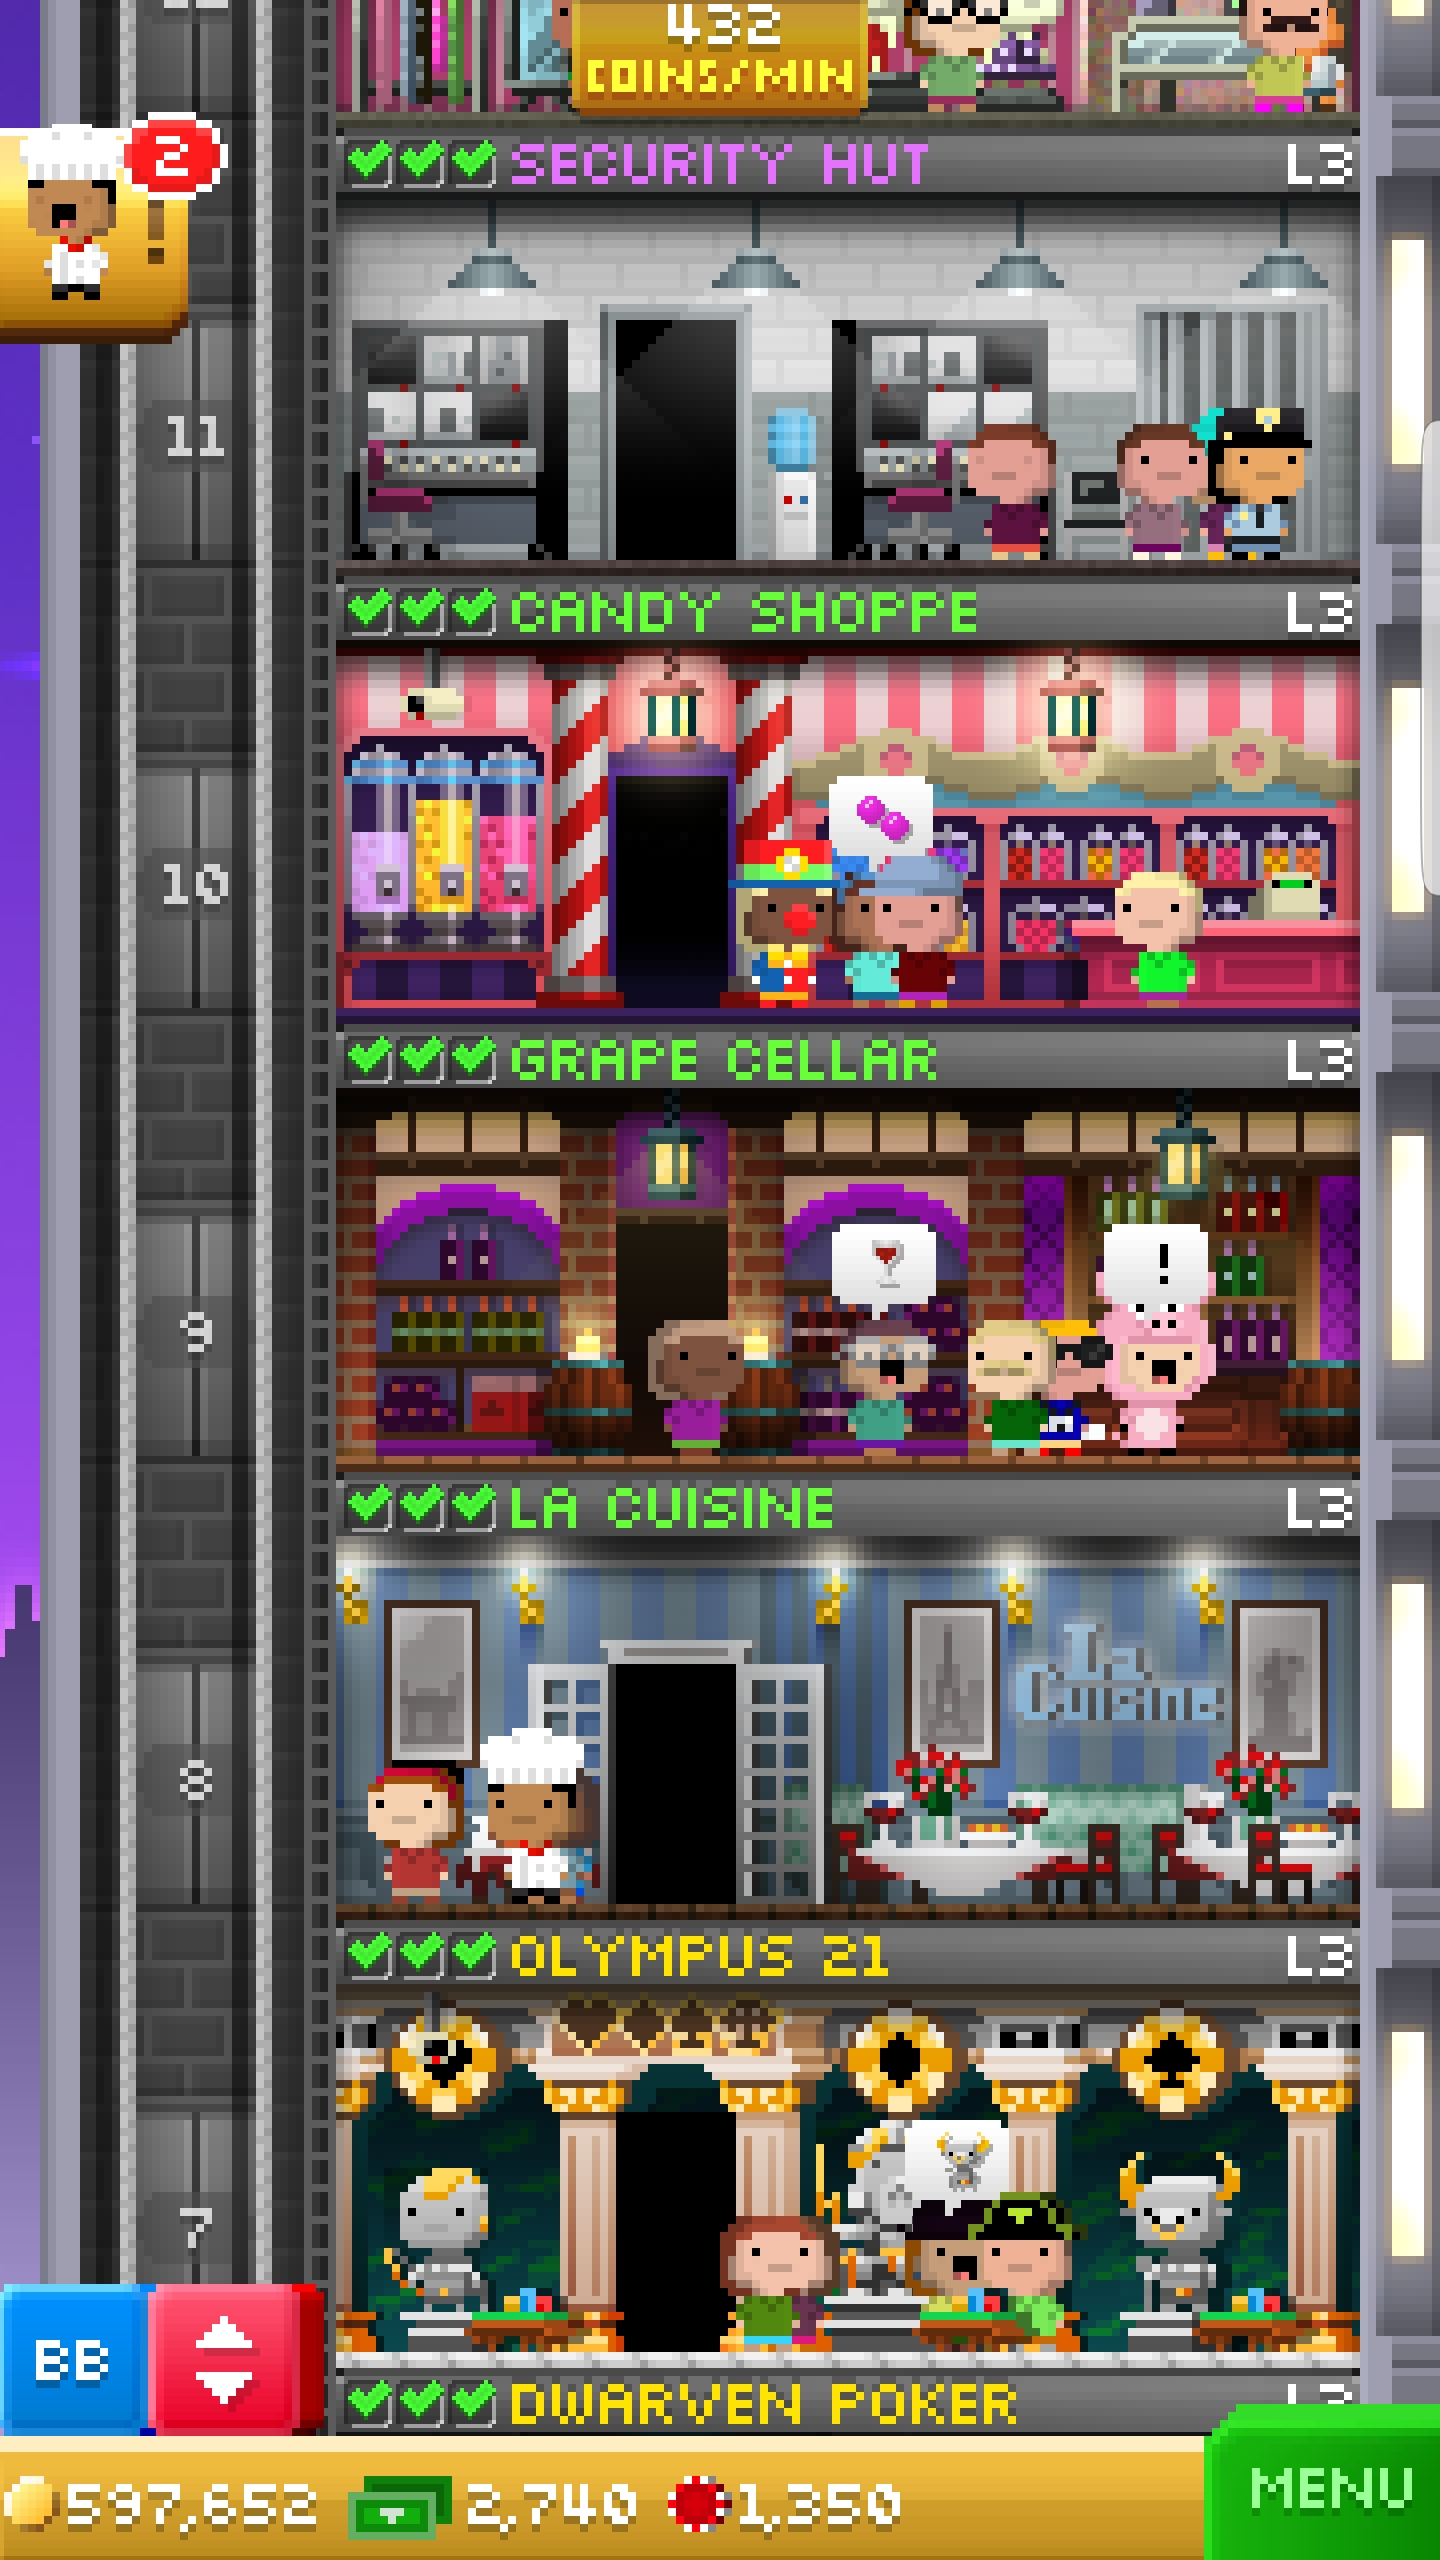 432
COINS/MIN
2
!
SECURITY HUT L3
11
CANDY SHOPPE L3
10
GRAPE CELLAR L3
!
9
LA CUISINE L3
La
Cuisine
8
OLYMPUS 21 L3
7
BB
DWARVEN POKER L3
597,652 2,740 1,350
MENU